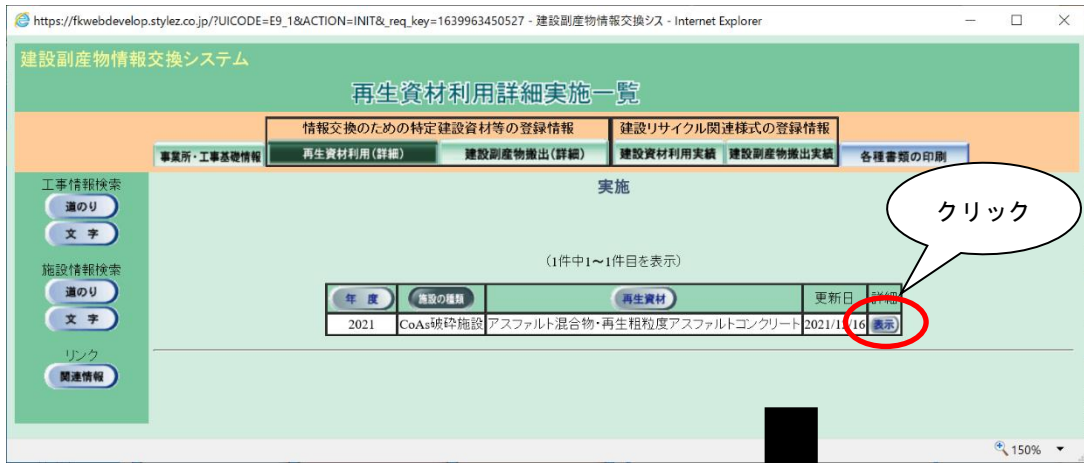 https://fkwebdevelop.stylez.co.jp/?UICODE=E9_1&ACTION=INIT&_req_key=1639963450527 - 建設副産物情報交換シス - Internet Explorer
建設副産物情報交換システム
再生資材利用詳細実施一覧
情報交換のための特定建設資材等の登録情報 建設リサイクル関連様式の登録情報
事業所・工事基礎情報 再生資材利用(詳細) 建設副産物搬出(詳細) 建設資材利用実績 建設副産物搬出実績 各種書類の印刷
工事情報検索
道のり
文字
施設情報検索
道のり
文字
リンク
関連情報
実施
クリック
(1件中1~1件目を表示)
年度 施設の種類 再生資材 更新日 詳細
2021 CoAs破砕施設 アスファルト混合物・再生粗粒度アスファルトコンクリート 2021/12/16 表示
150%